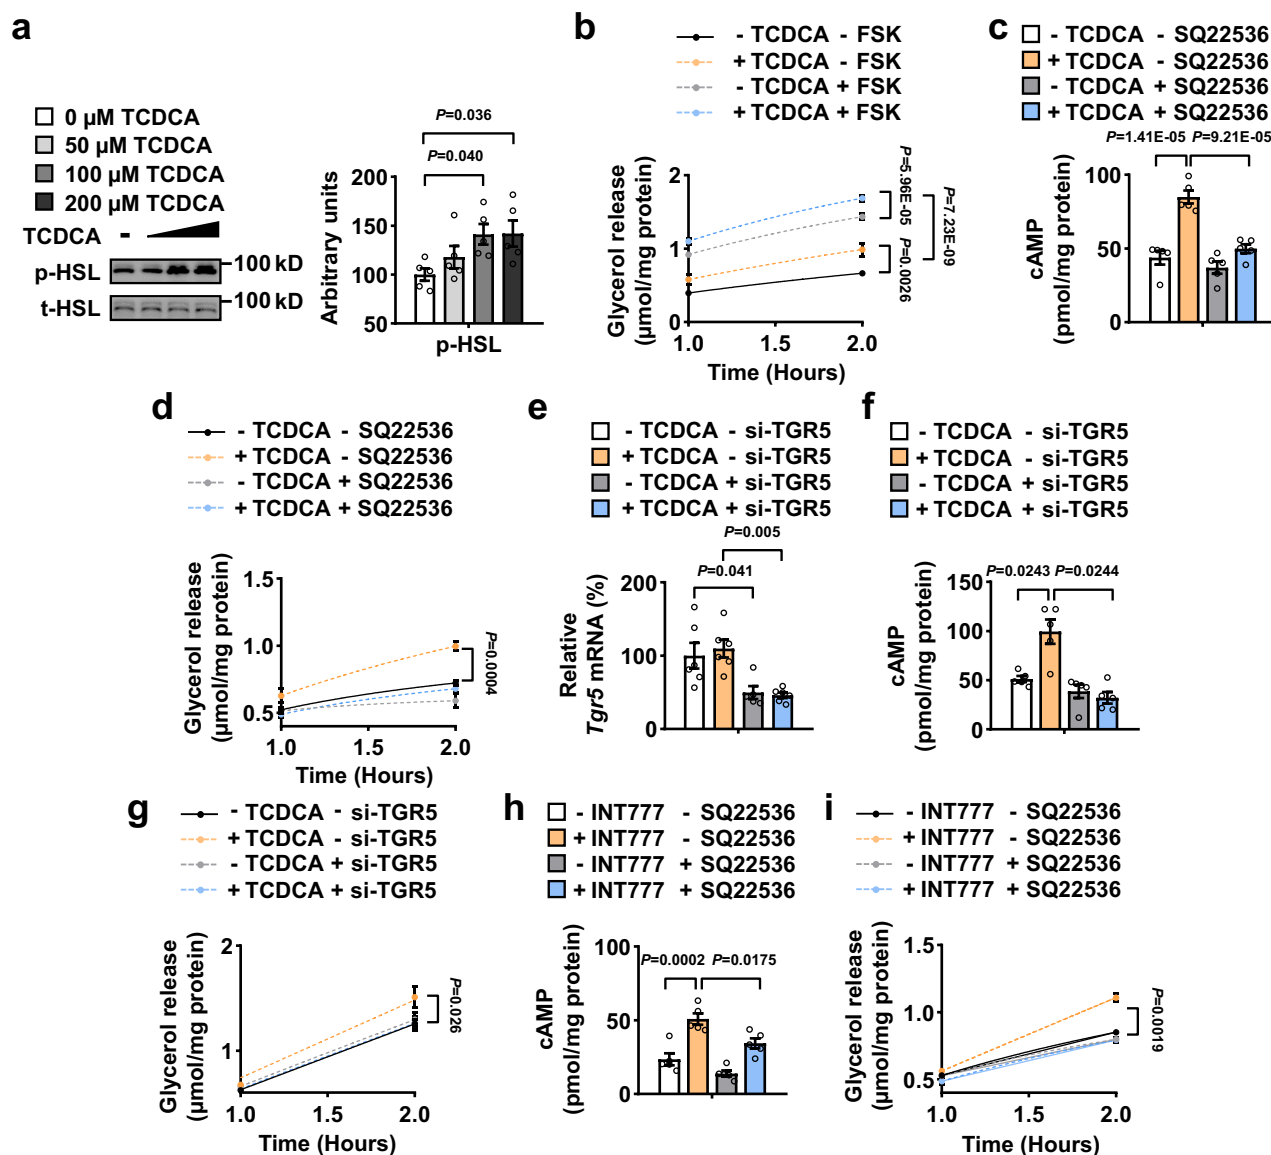 a
0 µM TCDCA
50 µM TCDCA
100 µM TCDCA
200 µM TCDCA
TCDCA -
p-HSL
100 kD
t-HSL
100 kD
Arbitrary units
200
150
100
50
P=0.036
P=0.040
p-HSL
b
- TCDCA - FSK
+ TCDCA - FSK
- TCDCA + FSK
+ TCDCA + FSK
Glycerol release
(µmol/mg protein)
2
1
0
1.0 1.5 2.0
Time (Hours)
P=5.96E-05
P=0.0026
P=7.23E-09
c
- TCDCA - SQ22536
+ TCDCA - SQ22536
- TCDCA + SQ22536
+ TCDCA + SQ22536
P=1.41E-05 P=9.21E-05
cAMP
(pmol/mg protein)
100
50
0
d
- TCDCA - SQ22536
+ TCDCA - SQ22536
- TCDCA + SQ22536
+ TCDCA + SQ22536
Glycerol release
(µmol/mg protein)
1.5
1.0
0.5
1.0 1.5 2.0
Time (Hours)
P=0.0004
e
- TCDCA - si-TGR5
+ TCDCA - si-TGR5
- TCDCA + si-TGR5
+ TCDCA + si-TGR5
P=0.005
P=0.041
Relative
Tgr5 mRNA (%)
200
100
0
f
- TCDCA - si-TGR5
+ TCDCA - si-TGR5
- TCDCA + si-TGR5
+ TCDCA + si-TGR5
P=0.0243 P=0.0244
cAMP
(pmol/mg protein)
150
100
50
0
g
- TCDCA - si-TGR5
+ TCDCA - si-TGR5
- TCDCA + si-TGR5
+ TCDCA + si-TGR5
Glycerol release
(µmol/mg protein)
2
1
1.0 1.5 2.0
Time (Hours)
P=0.026
h
- INT777 - SQ22536
+ INT777 - SQ22536
- INT777 + SQ22536
+ INT777 + SQ22536
P=0.0002 P=0.0175
cAMP
(pmol/mg protein)
100
50
0
i
- INT777 - SQ22536
+ INT777 - SQ22536
- INT777 + SQ22536
+ INT777 + SQ22536
Glycerol release
(µmol/mg protein)
1.5
1.0
0.5
1.0 1.5 2.0
Time (Hours)
P=0.0019